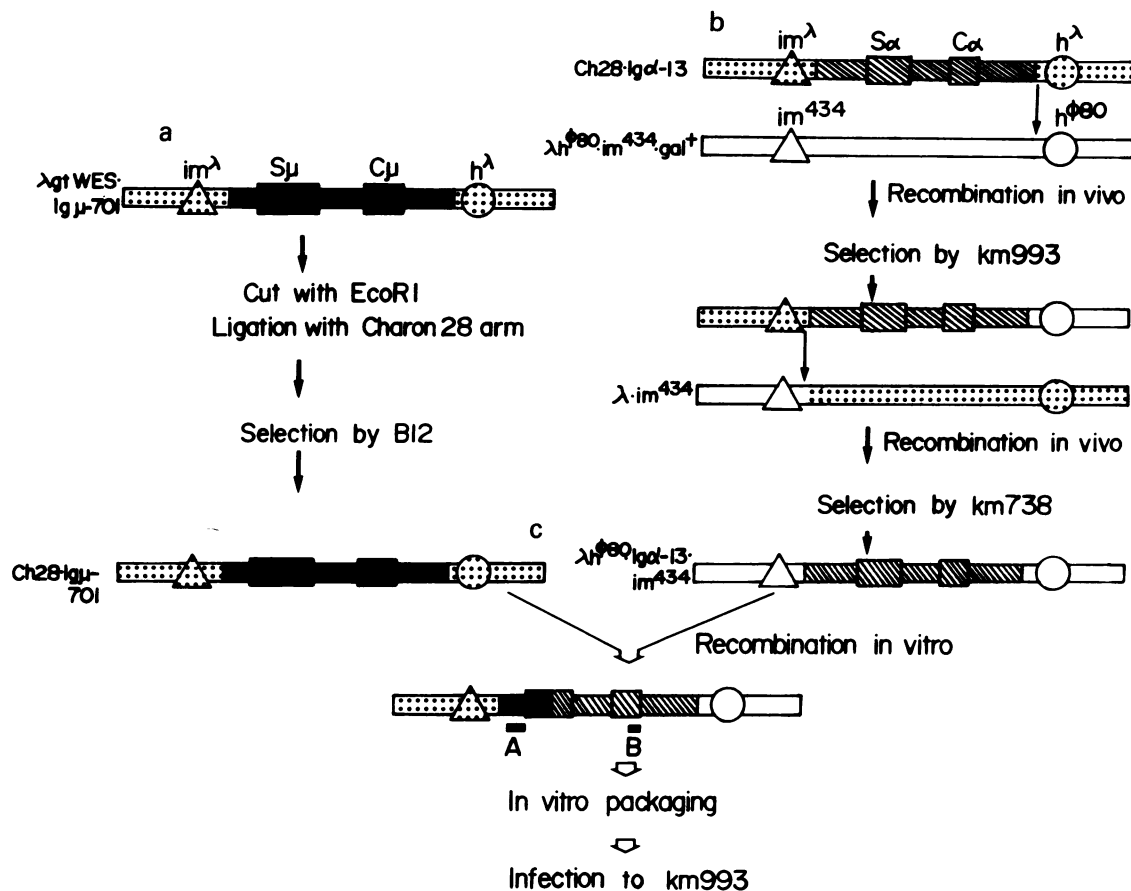 a
imλ Sμ Cμ hλ
λgtWES·
Igμ-701
Cut with EcoRI
Ligation with Charon 28 arm
Selection by B12
Ch28·Igμ-
701
b
imλ Sα Cα hλ
Ch28·Igα-13
im434 hΦ80
λhΦ80·im434·gal+
Recombination in vivo
Selection by km993
λ·im434
Recombination in vivo
Selection by km738
c
λhΦ80·Igα-13·
im434
Recombination in vitro
A B
In vitro packaging
Infection to km993